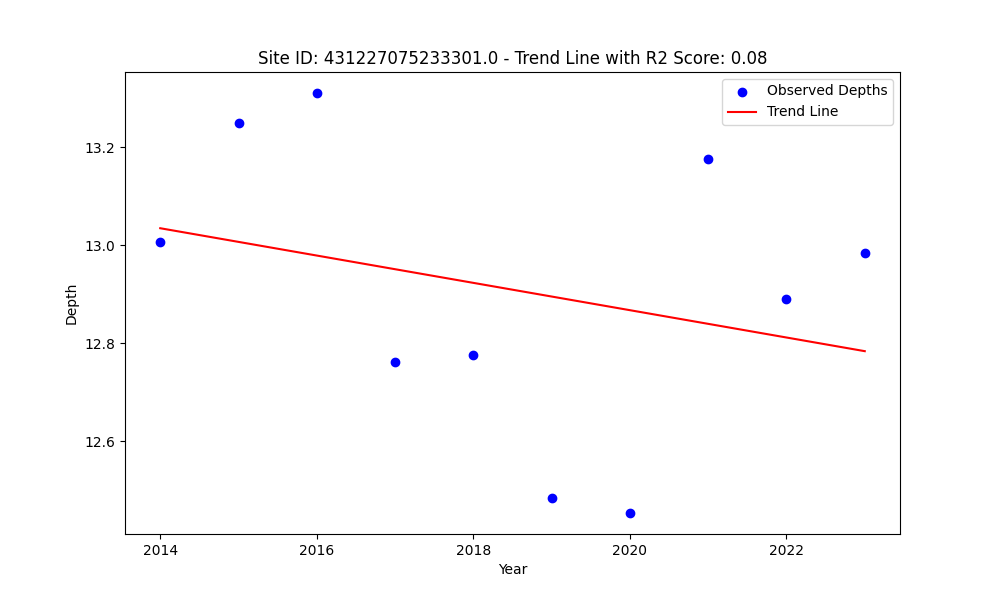 Site ID: 431227075233301.0 - Trend Line with R2 Score: 0.08
Observed Depths
Trend Line
13.2
13.0
12.8
12.6
Depth
2014
2016
2018
2020
2022
Year